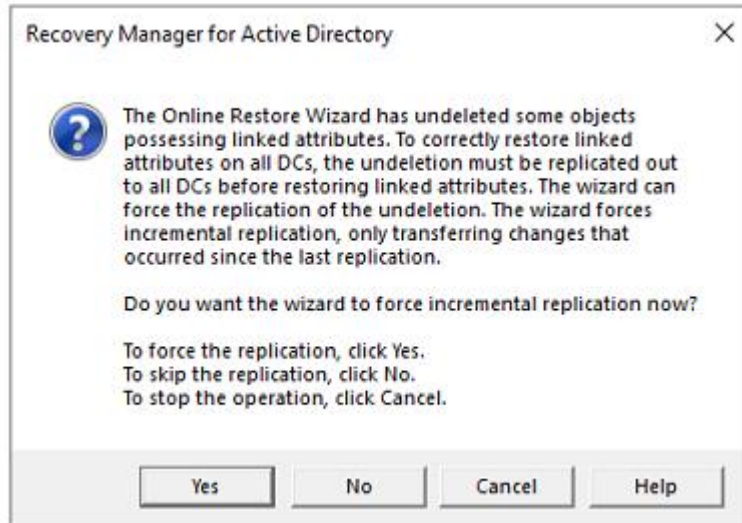 Recovery Manager for Active Directory
The Online Restore Wizard has undeleted some objects
possessing linked attributes. To correctly restore linked
attributes on all DCs, the undeletion must be replicated out
to all DCs before restoring linked attributes. The wizard can
force the replication of the undeletion. The wizard forces
incremental replication, only transferring changes that
occurred since the last replication.
Do you want the wizard to force incremental replication now?
To force the replication, click Yes.
To skip the replication, click No.
To stop the operation, click Cancel.
Yes No Cancel Help